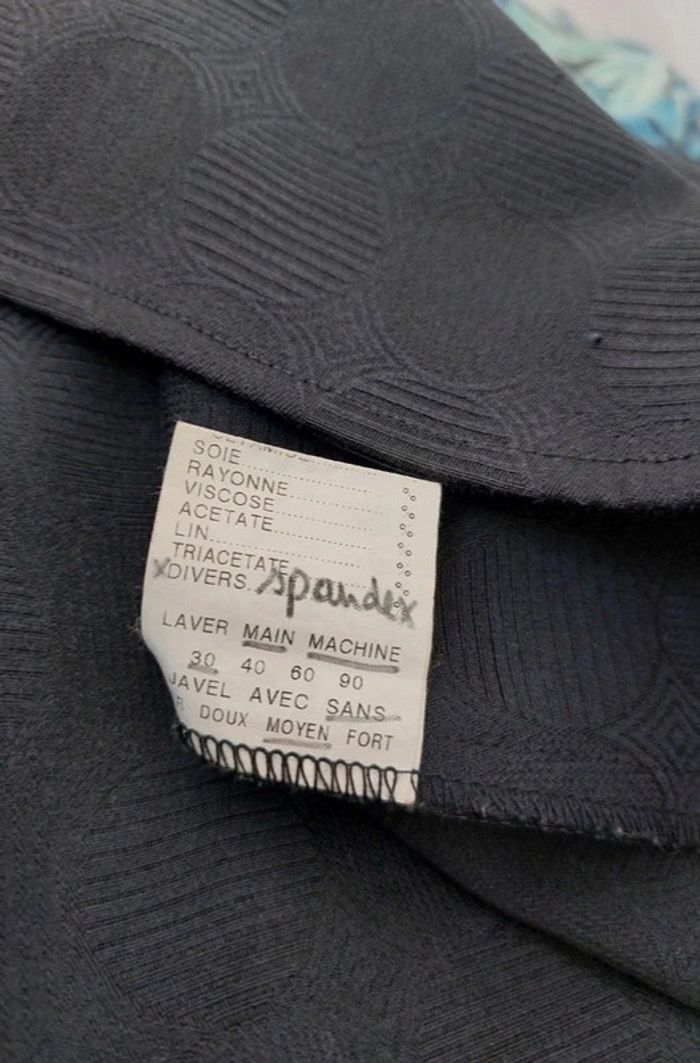 SOIE.................... %
RAYONNE.................... %
VISCOSE.................... %
ACETATE.................... %
LIN.................... %
TRIACETATE.................... %
xDIVERS. spandex
LAVER MAIN MACHINE
30 40 60 90
JAVEL AVEC SANS
R DOUX MOYEN FORT